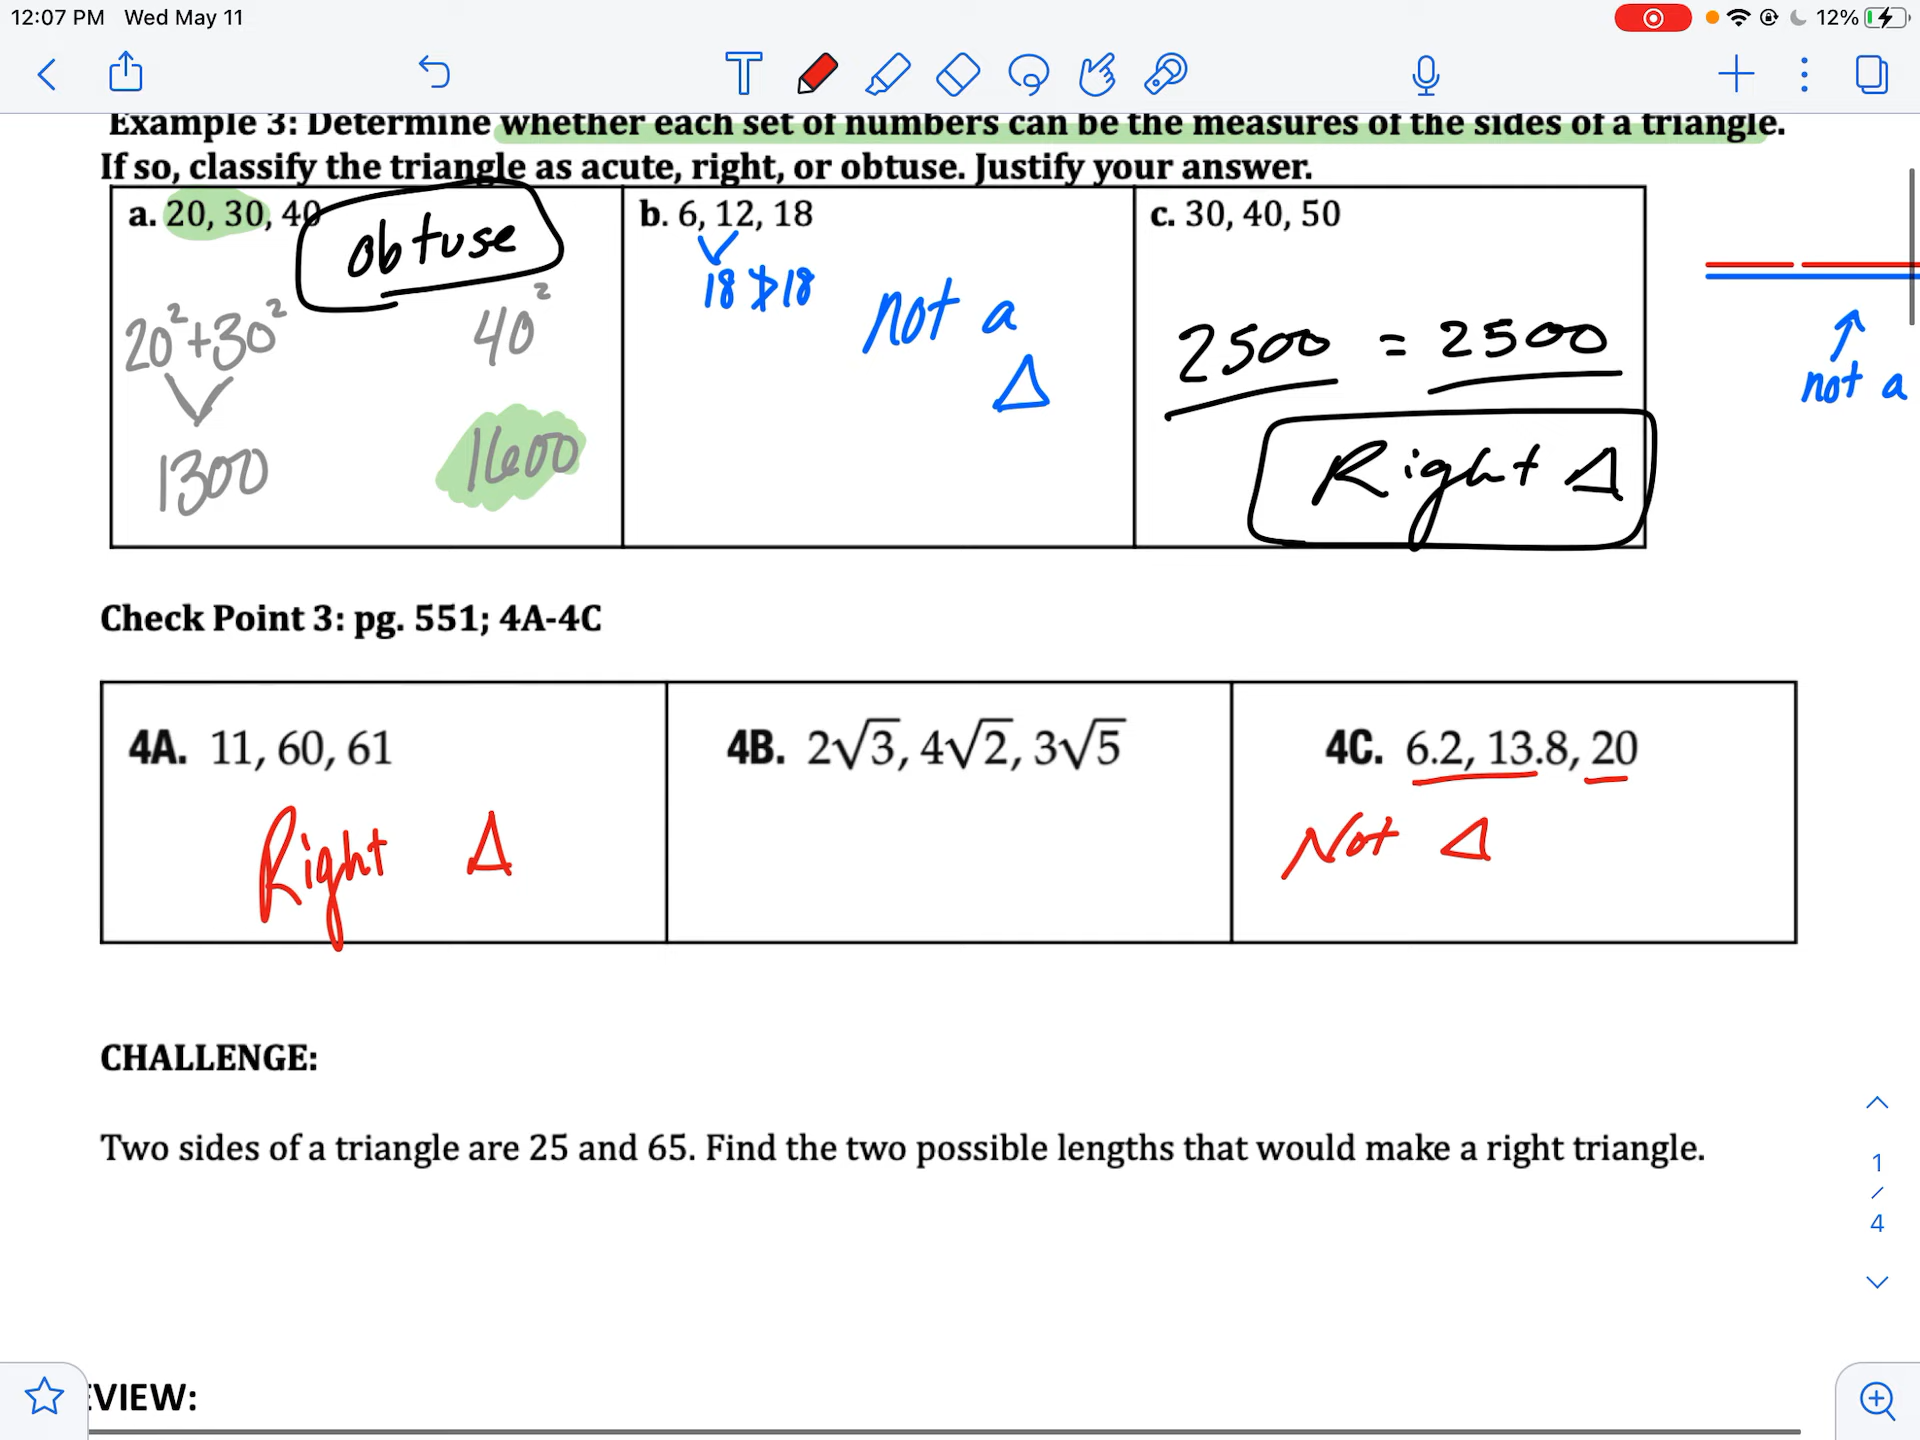 12:07 PM Wed May 11
12%
Example 3: Determine whether each set of numbers can be the measures of the sides of a triangle.
If so, classify the triangle as acute, right, or obtuse. Justify your answer.
a. 20, 30, 40
obtuse
20²+30² 40²
1300 1600
b. 6, 12, 18
18 ≯ 18
not a
Δ
c. 30, 40, 50
2500 = 2500
Right Δ
not a
Check Point 3: pg. 551; 4A-4C
4A. 11, 60, 61
Right Δ
4B. 2√3, 4√2, 3√5
4C. 6.2, 13.8, 20
Not Δ
CHALLENGE:
Two sides of a triangle are 25 and 65. Find the two possible lengths that would make a right triangle.
1
/
4
EVIEW: